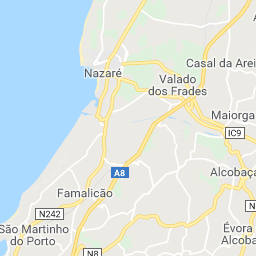 Casal da Arei
Nazaré
Valado
dos Frades
Maiorga
IC9
A8
Alcobaç
Famalicão
N242
São Martinho
do Porto
Évora
Alcoba
N8